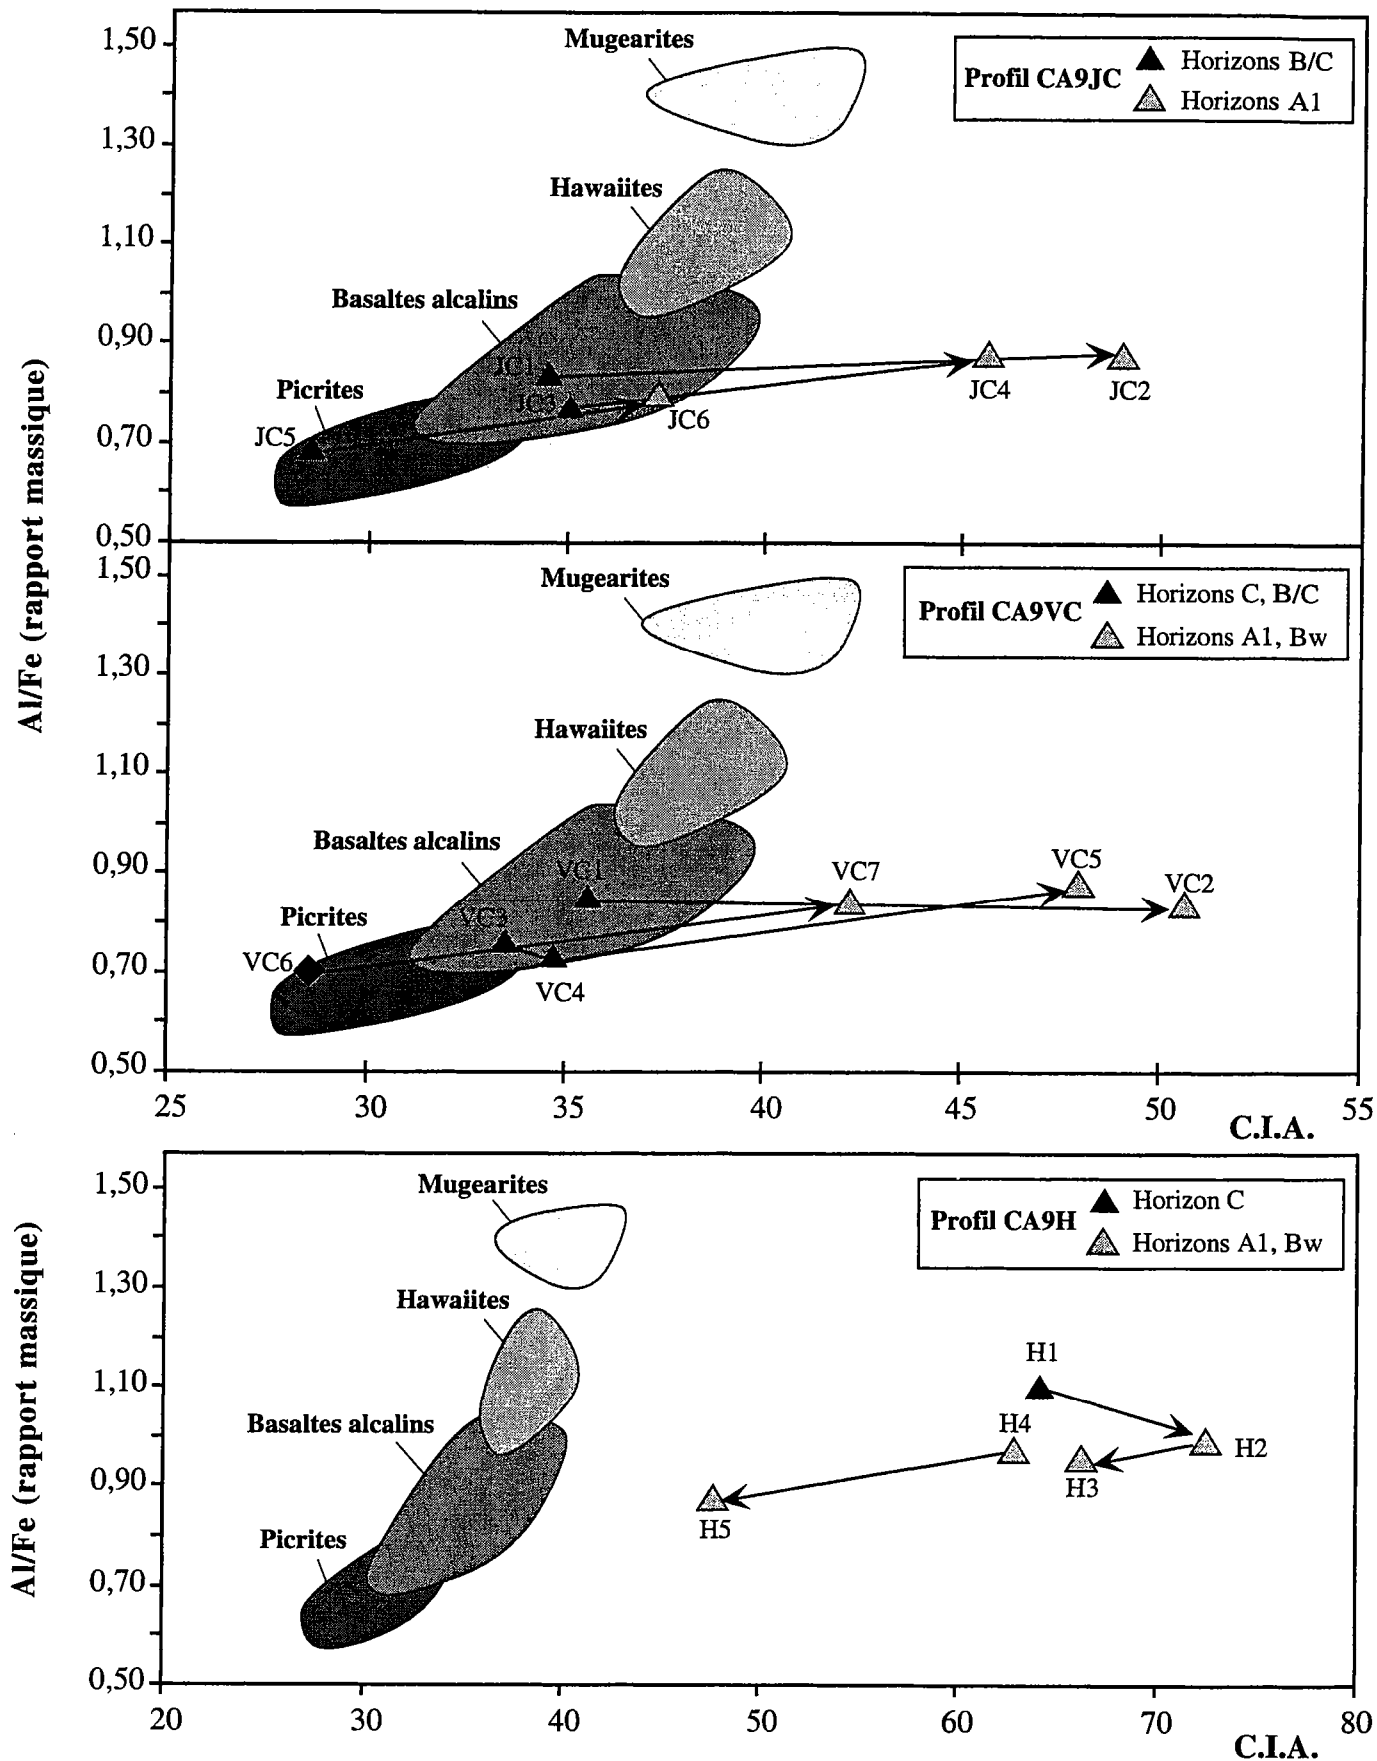 Al/Fe (rapport massique)
1,50
1,30
1,10
0,90
0,70
0,50
Mugearites
Hawaiites
Basaltes alcalins
Picrites
Profil CA9JC
Horizons B/C
Horizons A1
JC1
JC3
JC5
JC6
JC4
JC2
1,50
1,30
1,10
0,90
0,70
0,50
Mugearites
Hawaiites
Basaltes alcalins
Picrites
Profil CA9VC
Horizons C, B/C
Horizons A1, Bw
VC1
VC3
VC6
VC4
VC7
VC5
VC2
25 30 35 40 45 50 55
C.I.A.
Al/Fe (rapport massique)
1,50
1,30
1,10
0,90
0,70
0,50
Mugearites
Hawaiites
Basaltes alcalins
Picrites
Profil CA9H
Horizon C
Horizons A1, Bw
H1
H4
H2
H3
H5
20 30 40 50 60 70 80
C.I.A.